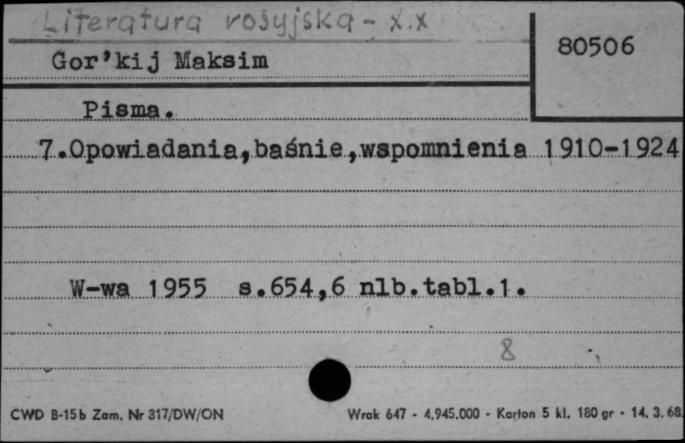 Literatura rosyjska - x.x
80506
Gor'kij Maksim
Pisma.
7.Opowiadania,baśnie,wspomnienia 1910-1924
W-wa 1955 s.654,6 nlb.tabl.1.
8
CWD B-15b Zam. Nr 317/DW/ON Wrak 647 - 4.945.000 - Karton 5 kl. 180 gr - 14. 3. 68.